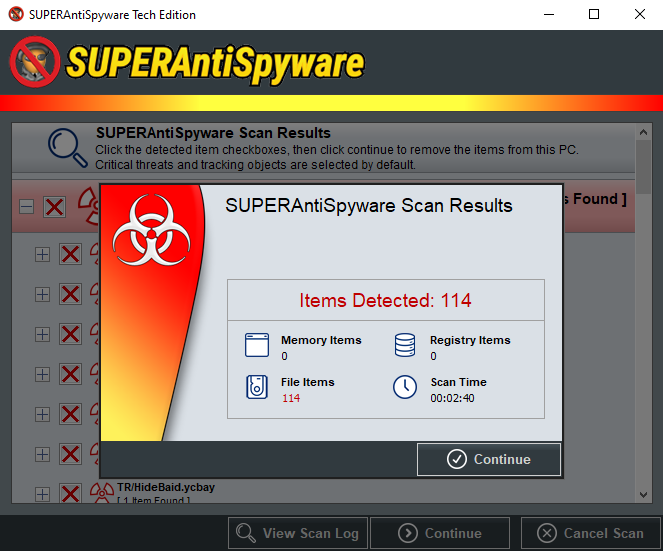 SUPERAntiSpyware Tech Edition
SUPERAntiSpyware
SUPERAntiSpyware Scan Results
Click the detected item checkboxes, then click continue to remove the items from this PC.
Critical threats and tracking objects are selected by default.
s Found ]
SUPERAntiSpyware Scan Results
Items Detected: 114
Memory Items
0
Registry Items
0
File Items
114
Scan Time
00:02:40
Continue
TR/HideBaid.ycbay
[ 1 Item Found ]
View Scan Log
Continue
Cancel Scan